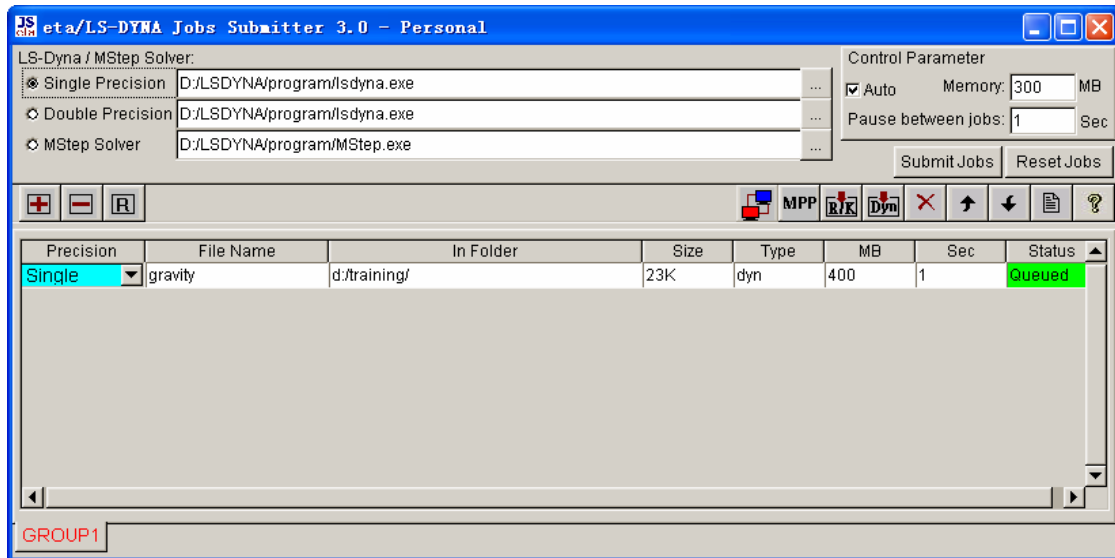 JS eta eta/LS-DYNA Jobs Submitter 3.0 - Personal
LS-Dyna / MStep Solver:
Control Parameter
Single Precision D:/LSDYNA/program/lsdyna.exe ...
Auto Memory: 300 MB
Double Precision D:/LSDYNA/program/lsdyna.exe ...
Pause between jobs: 1 Sec
MStep Solver D:/LSDYNA/program/MStep.exe ...
Submit Jobs Reset Jobs
R MPP R/K Dyn ?
Precision File Name In Folder Size Type MB Sec Status
Single gravity d:/training/ 23K dyn 400 1 Queued
GROUP1